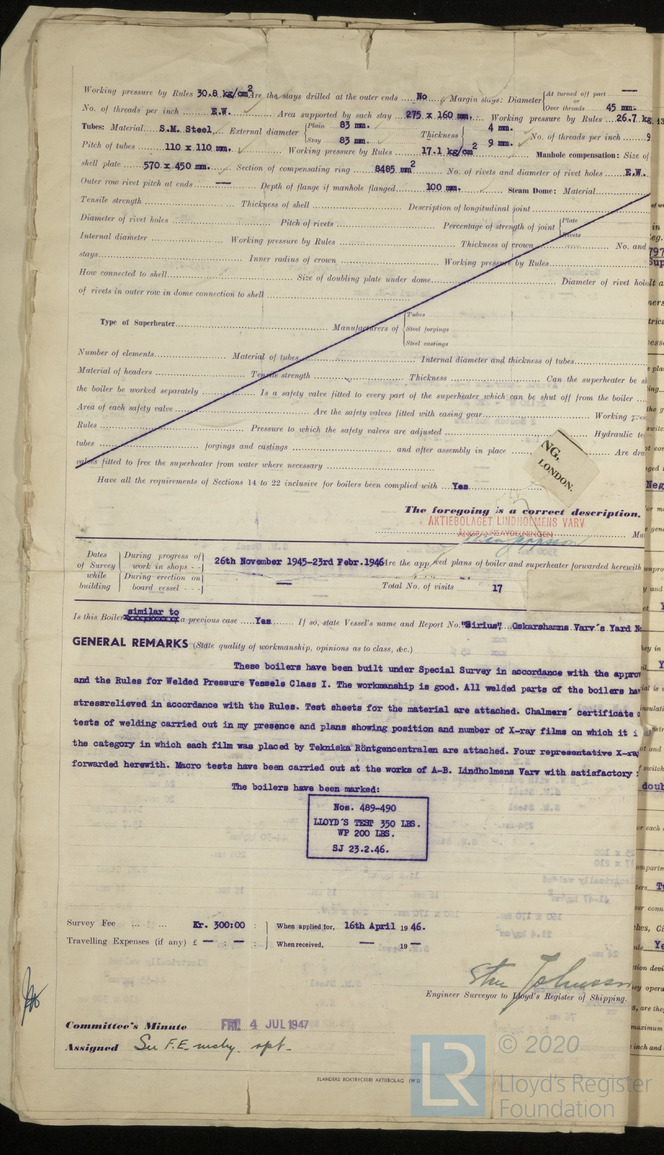 Working pressure by Rules 30.8 kg/cm2 Are the stays drilled at the outer ends No Margin stays: Diameter { At turned off part — or Over threads 45 mm.
No. of threads per inch E.W. Area supported by each stay 275 x 160 mm. Working pressure by Rules 26.7 kg
Tubes: Material S.M. Steel External diameter { Plain 83 mm. Stay 83 mm. Thickness { 4 mm. 9 mm. No. of threads per inch 9
Pitch of tubes 110 x 110 mm. Working pressure by Rules 17.1 kg/cm2 Manhole compensation: Size of
shell plate 570 x 450 mm. Section of compensating ring 8485 mm2 No. of rivets and diameter of rivet holes E.W.
Outer row rivet pitch at ends — Depth of flange if manhole flanged 100 mm. Steam Dome: Material
Tensile strength Thickness of shell Description of longitudinal joint
Diameter of rivet holes Pitch of rivets Percentage of strength of joint { Plate Rivets
Internal diameter Working pressure by Rules Thickness of crown No. and
stays Inner radius of crown Working pressure by Rules
How connected to shell Size of doubling plate under dome Diameter of rivet hol
of rivets in outer row in dome connection to shell
Type of Superheater Manufacturers of { Tubes Steel forgings Steel castings
Number of elements Material of tubes Internal diameter and thickness of tubes
Material of headers Tensile strength Thickness Can the superheater be s
the boiler be worked separately Is a safety valve fitted to every part of the superheater which can be shut off from the boiler
Area of each safety valve Are the safety valves fitted with easing gear Working
Rules Pressure to which the safety valves are adjusted Hydraulic te
tubes forgings and castings and after assembly in place Are dra
valves fitted to free the superheater from water where necessary
NG,
LONDON.
Have all the requirements of Sections 14 to 22 inclusive for boilers been complied with Yes
The foregoing is a correct description,
AKTIEBOLAGET LINDHOLMENS VARV
Dates of Survey while building { During progress of work in shops - - 26th November 1945-23rd Febr.1946 Are the approved plans of boiler and superheater forwarded herewith
During erection on board vessel - - - — Total No. of visits 17
Is this Boiler similar to a previous case Yes If so, state Vessel's name and Report No. "Sirius" Oskarshamns Varv's Yard N
GENERAL REMARKS (State quality of workmanship, opinions as to class, &c.)
These boilers have been built under Special Survey in accordance with the approv
and the Rules for Welded Pressure Vessels Class I. The workmanship is good. All welded parts of the boilers ha
stressrelieved in accordance with the Rules. Test sheets for the material are attached. Chalmers' certificate
tests of welding carried out in my presence and plans showing position and number of X-ray films on which it i
the category in which each film was placed by Tekniska Röntgencentralen are attached. Four representative X-ra
forwarded herewith. Macro tests have been carried out at the works of A-B. Lindholmens Varv with satisfactory
The boilers have been marked:
Nos. 489-490
LLOYD'S TEST 350 LBS.
WP 200 LBS.
SJ 23.2.46.
Survey Fee ... ... Kr. 300:00 : When applied for, 16th April 19 46.
Travelling Expenses (if any) £ — : — : When received, — 19 —
Engineer Surveyor to Lloyd's Register of Shipping.
Committee's Minute FRI. 4 JUL 1947
Assigned See F.E. mchy. rpt.
LR © 2020
Lloyd's Register
Foundation